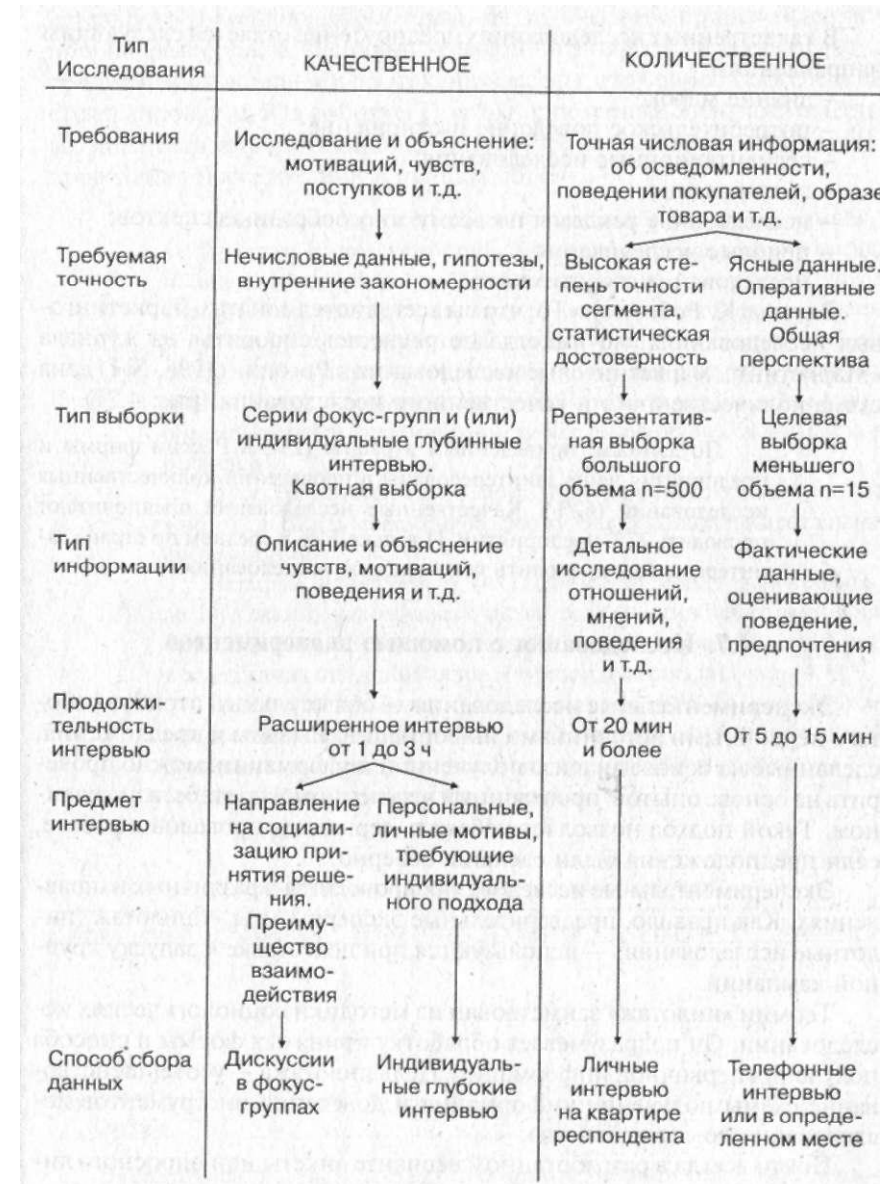 Тип
Исследования
КАЧЕСТВЕННОЕ
КОЛИЧЕСТВЕННОЕ
Требования
Исследование и объяснение:
мотиваций , чувств,
поступков и т.д.
Точная числовая информация:
об осведомленности,
поведении покупателей, образе
товара и т.д.
Требуемая
точность
Нечисловые данные, гипотезы,
внутренние закономерности
Высокая сте-
пень точности
сегмента,
статистическая
достоверность
Ясные данные.
Оперативные
данные.
Общая
перспектива
Тип выборки
Серии фокус-групп и (или)
индивидуальные глубинные
интервью.
Квотная выборка
Репрезентатив-
ная выборка
большого
объема n=500
Целевая
выборка
меньшего
объема n=15
Тип
информации
Описание и объяснение
чувств, мотиваций,
поведения и т.д.
Детальное
исследование
отношений,
мнений,
поведения
и т.д.
Фактические
данные,
оценивающие
поведение,
предпочтения
Продолжи-
тельность
интервью
Расширенное интервью
от 1 до 3 ч
От 20 мин
и более
От 5 до 15 мин
Предмет
интервью
Направление
на социали-
зацию при-
нятия реше-
ния.
Преиму-
щество
взаимо-
действия
Персональные,
личные мотивы,
требующие
индивидуаль-
ного подхода
Способ сбора
данных
Дискуссии
в фокус-
группах
Индивидуаль-
ные глубокие
интервью
Личные
интервью
на квартире
респондента
Телефонные
интервью
или в опреде-
ленном месте